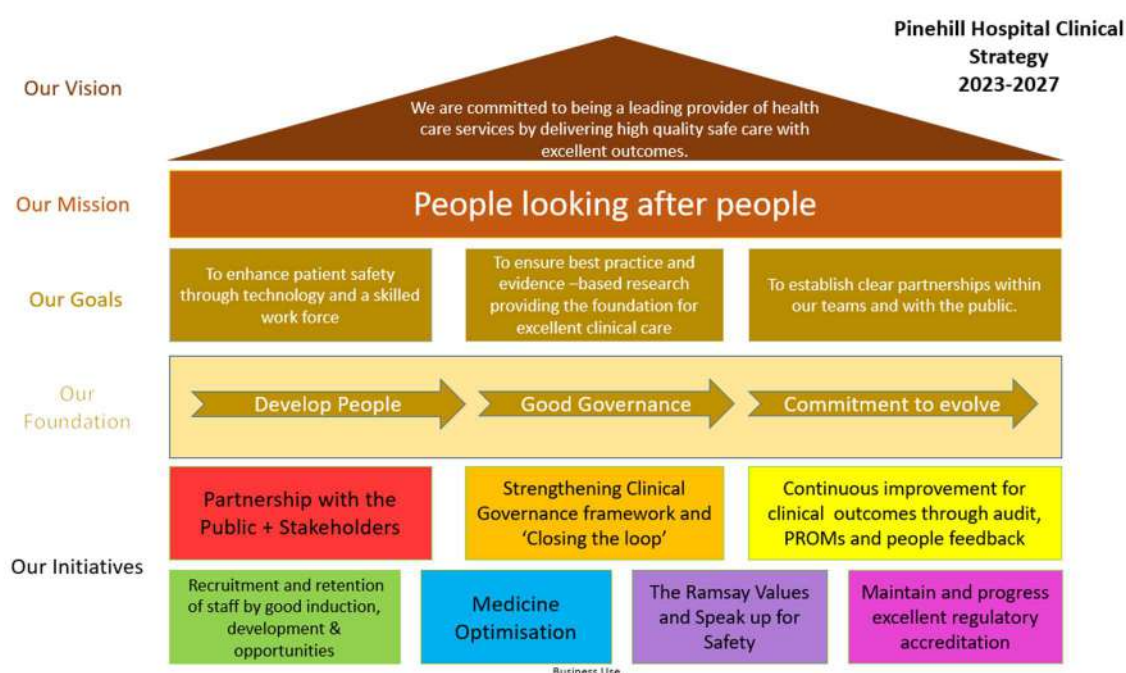 Pinehill Hospital Clinical
Strategy
2023-2027
Our Vision
We are committed to being a leading provider of health
care services by delivering high quality safe care with
excellent outcomes.
Our Mission
People looking after people
Our Goals
To enhance patient safety
through technology and a skilled
work force
To ensure best practice and
evidence –based research
providing the foundation for
excellent clinical care
To establish clear partnerships within
our teams and with the public.
Our
Foundation
Develop People
Good Governance
Commitment to evolve
Our Initiatives
Partnership with the
Public + Stakeholders
Strengthening Clinical
Governance framework and
‘Closing the loop’
Continuous improvement for
clinical outcomes through audit,
PROMs and people feedback
Recruitment and retention
of staff by good induction,
development &
opportunities
Medicine
Optimisation
The Ramsay Values
and Speak up for
Safety
Maintain and progress
excellent regulatory
accreditation
Business Use